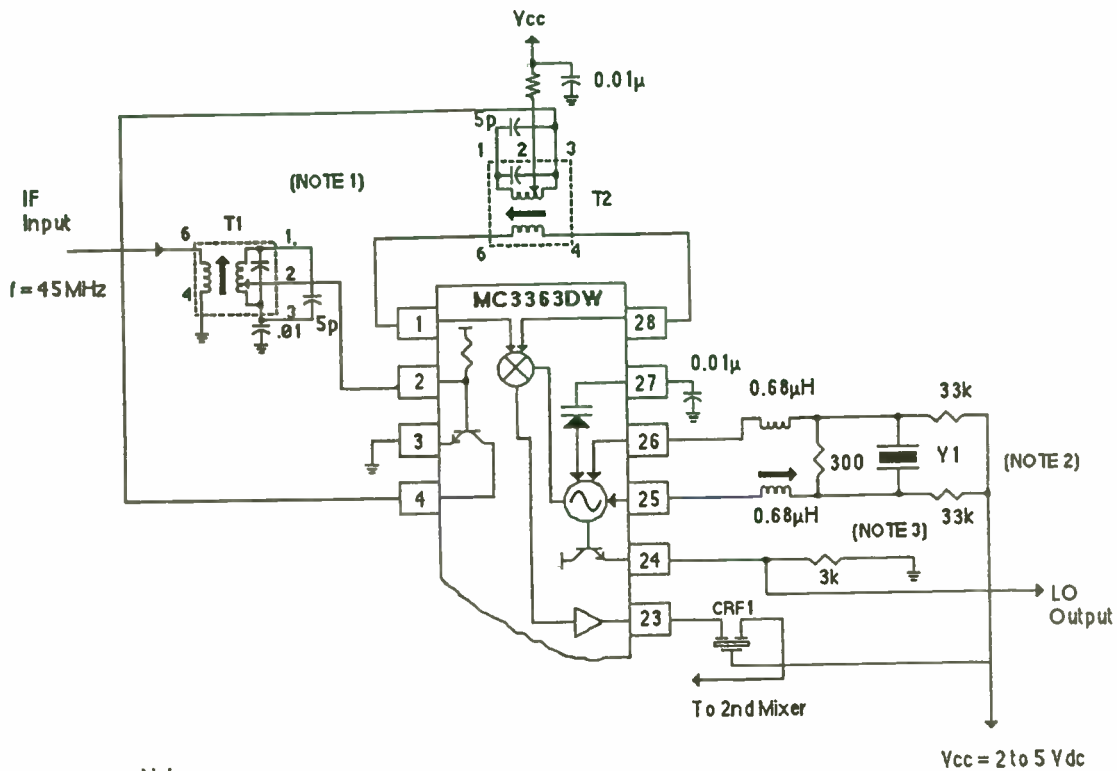 Vcc
0.01µ
5p
1 2 3
(NOTE 1)
T2
IF
Input
T1
6 1.
2
4
3
f = 45 MHz
.01 5p
6 4
MC3363DW
1
28
2
27
0.01µ
0.68µH
33k
3
26
300
Y1
(NOTE 2)
4
25
0.68µH
33k
(NOTE 3)
24
3k
LO
Output
23
CRF1
To 2nd Mixer
Vcc = 2 to 5 Vdc